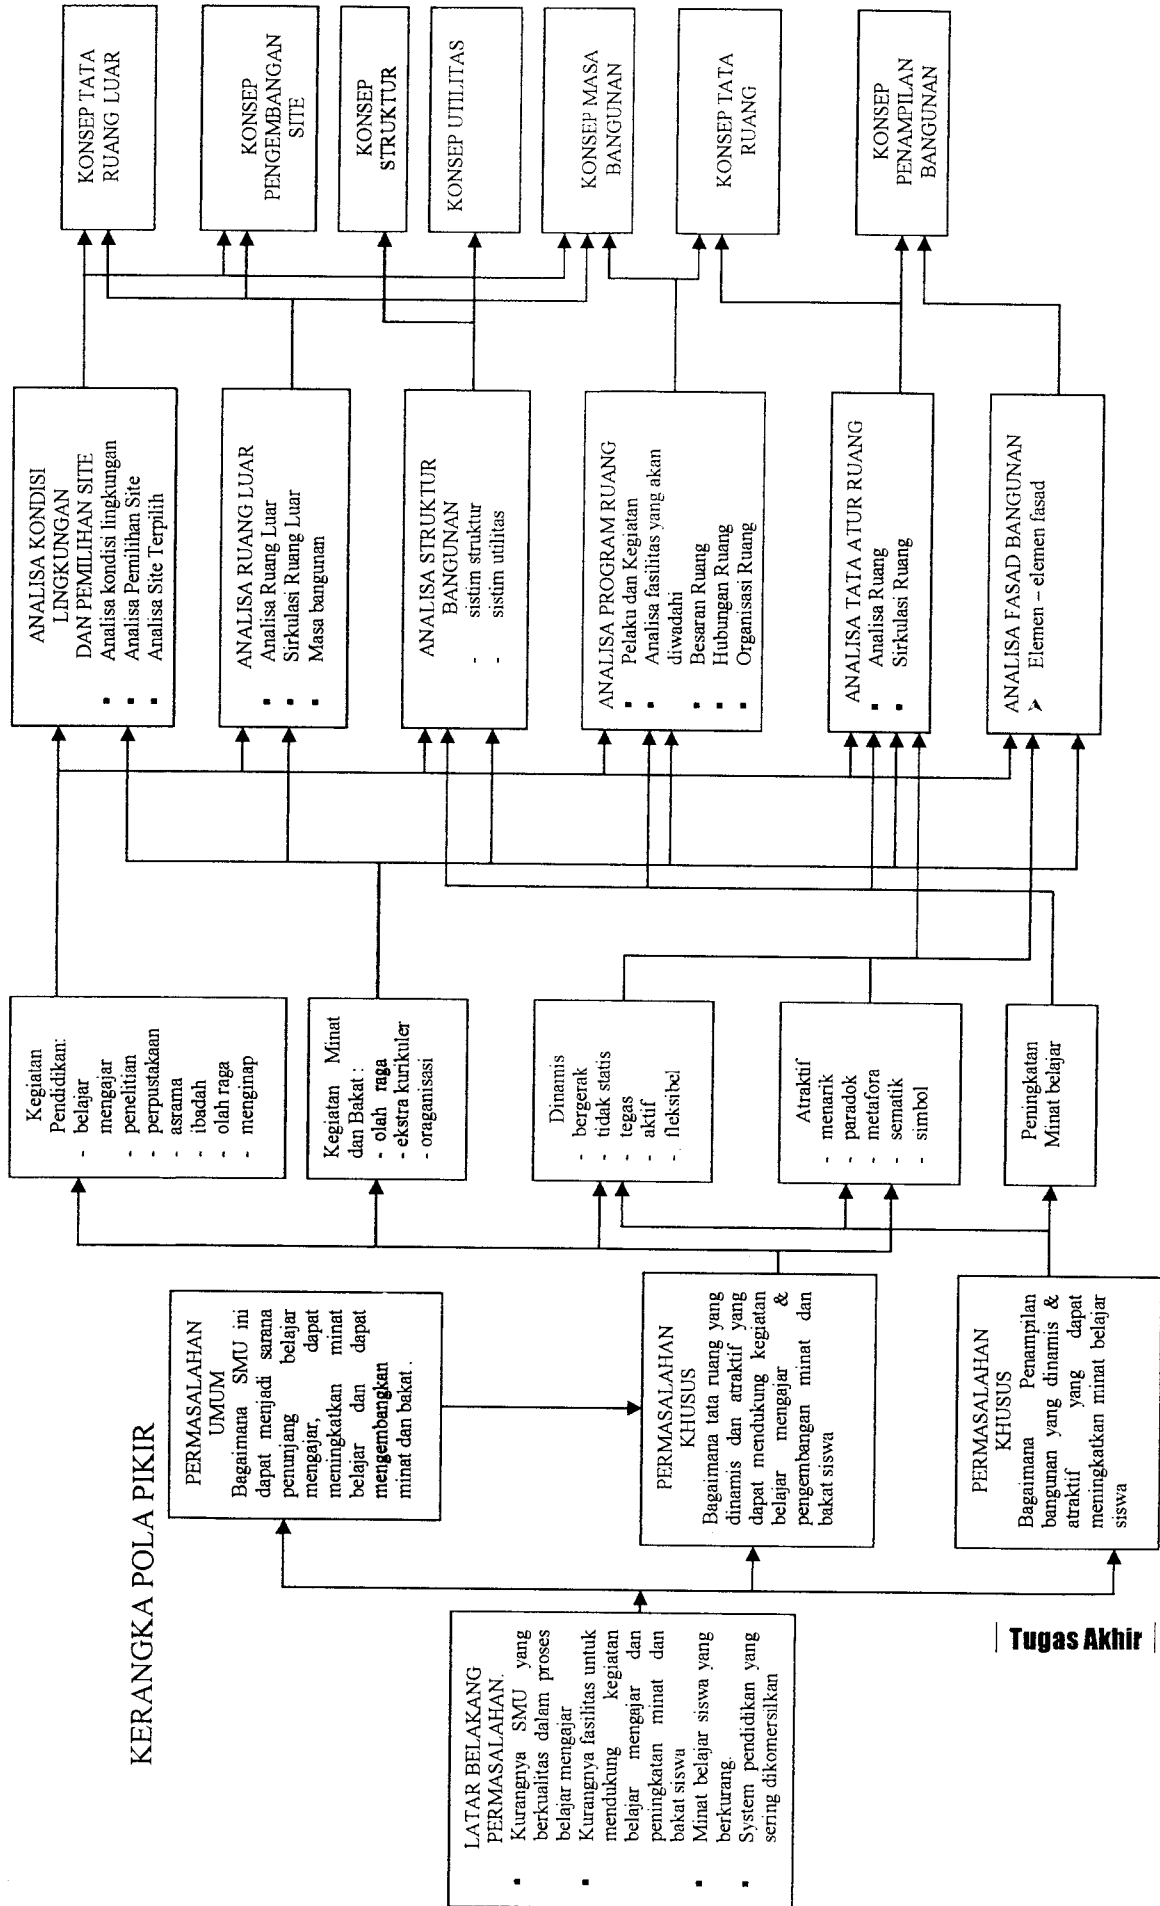 KERANGKA POLA PIKIR
LATAR BELAKANG
PERMASALAHAN.
▪ Kurangnya SMU yang
berkualitas dalam proses
belajar mengajar
▪ Kurangnya fasilitas untuk
mendukung kegiatan
belajar mengajar dan
peningkatan minat dan
bakat siswa
▪ Minat belajar siswa yang
berkurang.
▪ System pendidikan yang
sering dikomersilkan
PERMASALAHAN
UMUM
Bagaimana SMU ini
dapat menjadi sarana
penunjang belajar
mengajar, dapat
meningkatkan minat
belajar dan dapat
mengembangkan
minat dan bakat .
PERMASALAHAN
KHUSUS
Bagaimana tata ruang yang
dinamis dan atraktif yang
dapat mendukung kegiatan
belajar mengajar &
pengembangan minat dan
bakat siswa
PERMASALAHAN
KHUSUS
Bagaimana Penampilan
bangunan yang dinamis &
atraktif yang dapat
meningkatkan minat belajar
siswa
Kegiatan
Pendidikan:
- belajar
mengajar
- penelitian
- perpustakaan
- asrama
- ibadah
- olah raga
- menginap
Kegiatan Minat
dan Bakat :
- olah raga
- ekstra kurikuler
- oraganisasi
Dinamis
- bergerak
- tidak statis
- tegas
- aktif
- fleksibel
Atraktif
- menarik
- paradok
- metafora
- sematik
- simbol
Peningkatan
Minat belajar
ANALISA KONDISI
LINGKUNGAN
DAN PEMILIHAN SITE
▪ Analisa kondisi lingkungan
▪ Analisa Pemilihan Site
▪ Analisa Site Terpilih
ANALISA RUANG LUAR
▪ Analisa Ruang Luar
▪ Sirkulasi Ruang Luar
▪ Masa bangunan
ANALISA STRUKTUR
BANGUNAN
- sistim struktur
- sistim utilitas
ANALISA PROGRAM RUANG
▪ Pelaku dan Kegiatan
▪ Analisa fasilitas yang akan
diwadahi
▪ Besaran Ruang
▪ Hubungan Ruang
▪ Organisasi Ruang
ANALISA TATA ATUR RUANG
▪ Analisa Ruang
▪ Sirkulasi Ruang
ANALISA FASAD BANGUNAN
➢ Elemen – elemen fasad
KONSEP TATA
RUANG LUAR
KONSEP
PENGEMBANGAN
SITE
KONSEP
STRUKTUR
KONSEP UTILITAS
KONSEP MASA
BANGUNAN
KONSEP TATA
RUANG
KONSEP
PENAMPILAN
BANGUNAN
Tugas Akhir